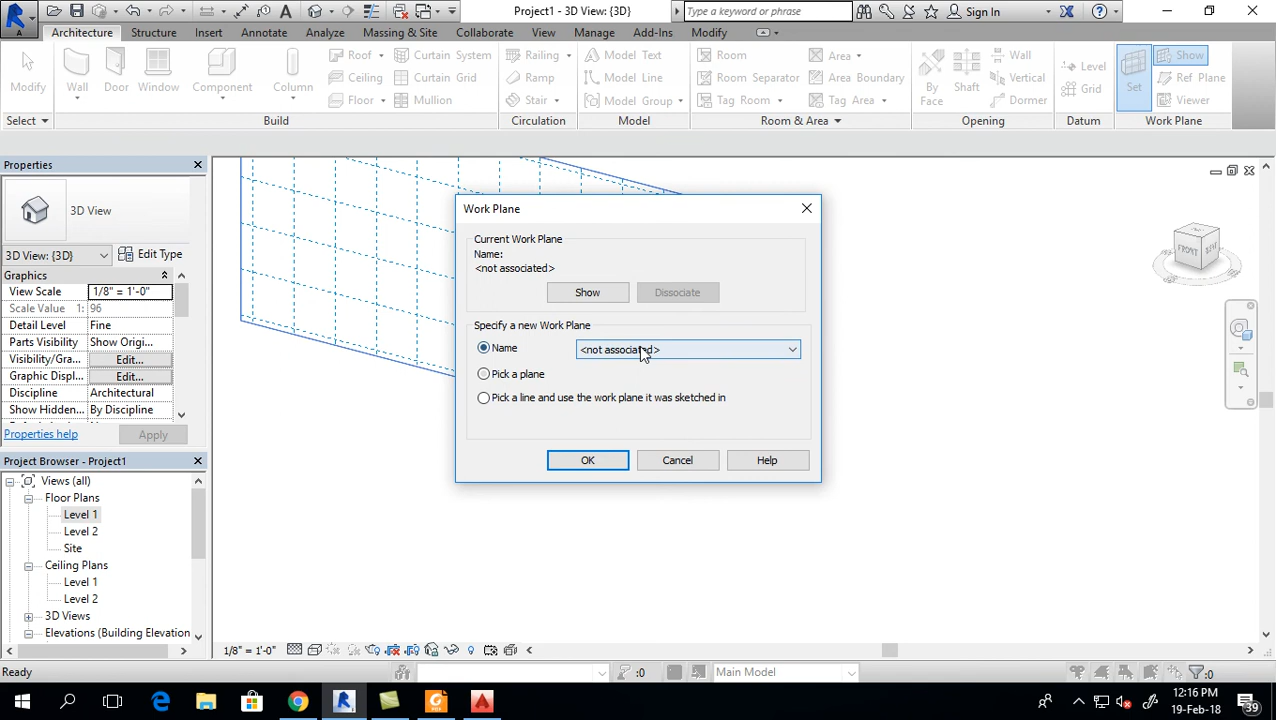 Project1 - 3D View: {3D}
Type a keyword or phrase
Sign In
A
Architecture
Structure
Insert
Annotate
Analyze
Massing & Site
Collaborate
View
Manage
Add-Ins
Modify
Modify
Wall
Door
Window
Component
Column
Roof
Ceiling
Floor
Curtain System
Curtain Grid
Mullion
Railing
Ramp
Stair
Model Text
Model Line
Model Group
Room
Room Separator
Tag Room
Area
Area Boundary
Tag Area
By Face
Shaft
Wall
Vertical
Dormer
Level
Grid
Set
Show
Ref Plane
Viewer
Select
Build
Circulation
Model
Room & Area
Opening
Datum
Work Plane
Properties
3D View
3D View: {3D}
Edit Type
Graphics
View Scale
1/8" = 1'-0"
Scale Value 1:
96
Detail Level
Fine
Parts Visibility
Show Origi...
Visibility/Gra...
Edit...
Graphic Displ...
Edit...
Discipline
Architectural
Show Hidden...
By Discipline
Properties help
Apply
Project Browser - Project1
Views (all)
Floor Plans
Level 1
Level 2
Site
Ceiling Plans
Level 1
Level 2
3D Views
Elevations (Building Elevation
Work Plane
Current Work Plane
Name:
<not associated>
Show
Dissociate
Specify a new Work Plane
Name
<not associated>
Pick a plane
Pick a line and use the work plane it was sketched in
OK
Cancel
Help
FRONT
1/8" = 1'-0"
Ready
:0
Main Model
:0
12:16 PM
19-Feb-18
39